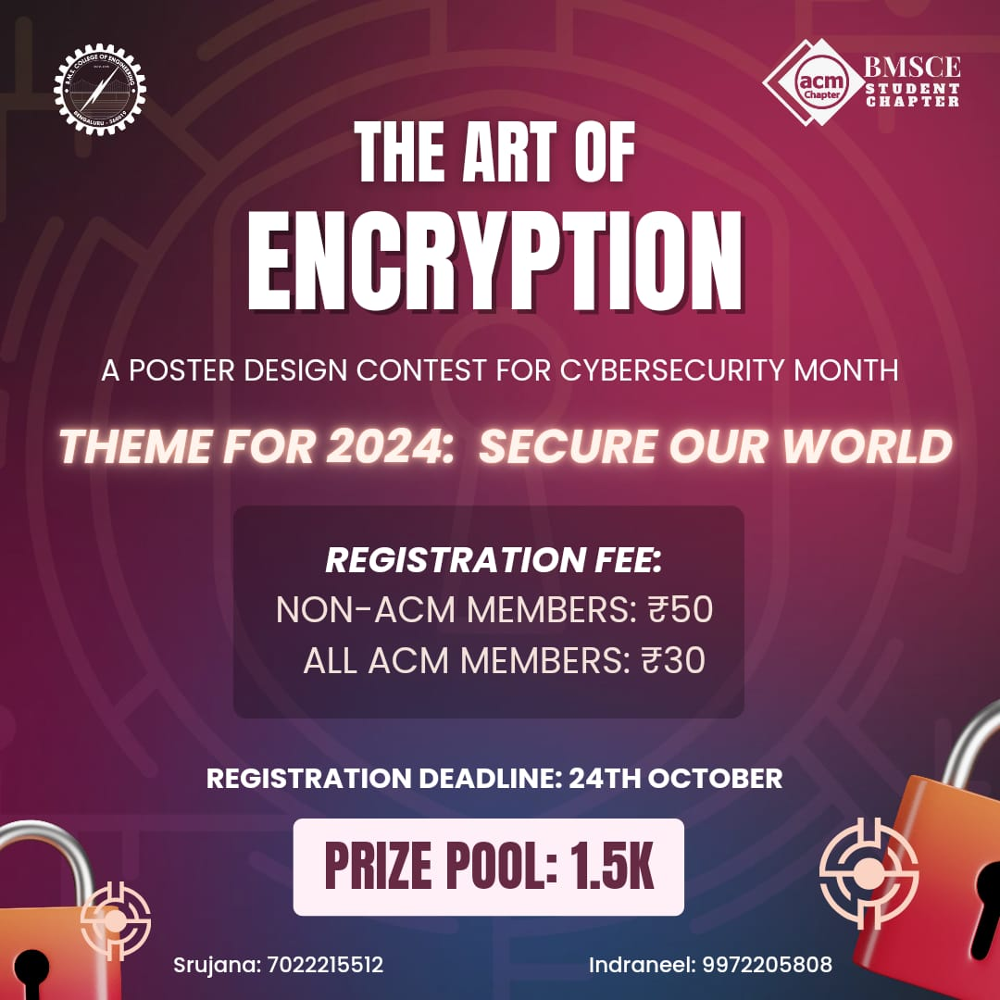 B.M.S. COLLEGE OF ENGINEERING
BENGALURU - 560019
acm
Chapter
BMSCE
STUDENT
CHAPTER
THE ART OF
ENCRYPTION
A POSTER DESIGN CONTEST FOR CYBERSECURITY MONTH
THEME FOR 2024: SECURE OUR WORLD
REGISTRATION FEE:
NON-ACM MEMBERS: ₹50
ALL ACM MEMBERS: ₹30
REGISTRATION DEADLINE: 24TH OCTOBER
PRIZE POOL: 1.5K
Srujana: 7022215512
Indraneel: 9972205808